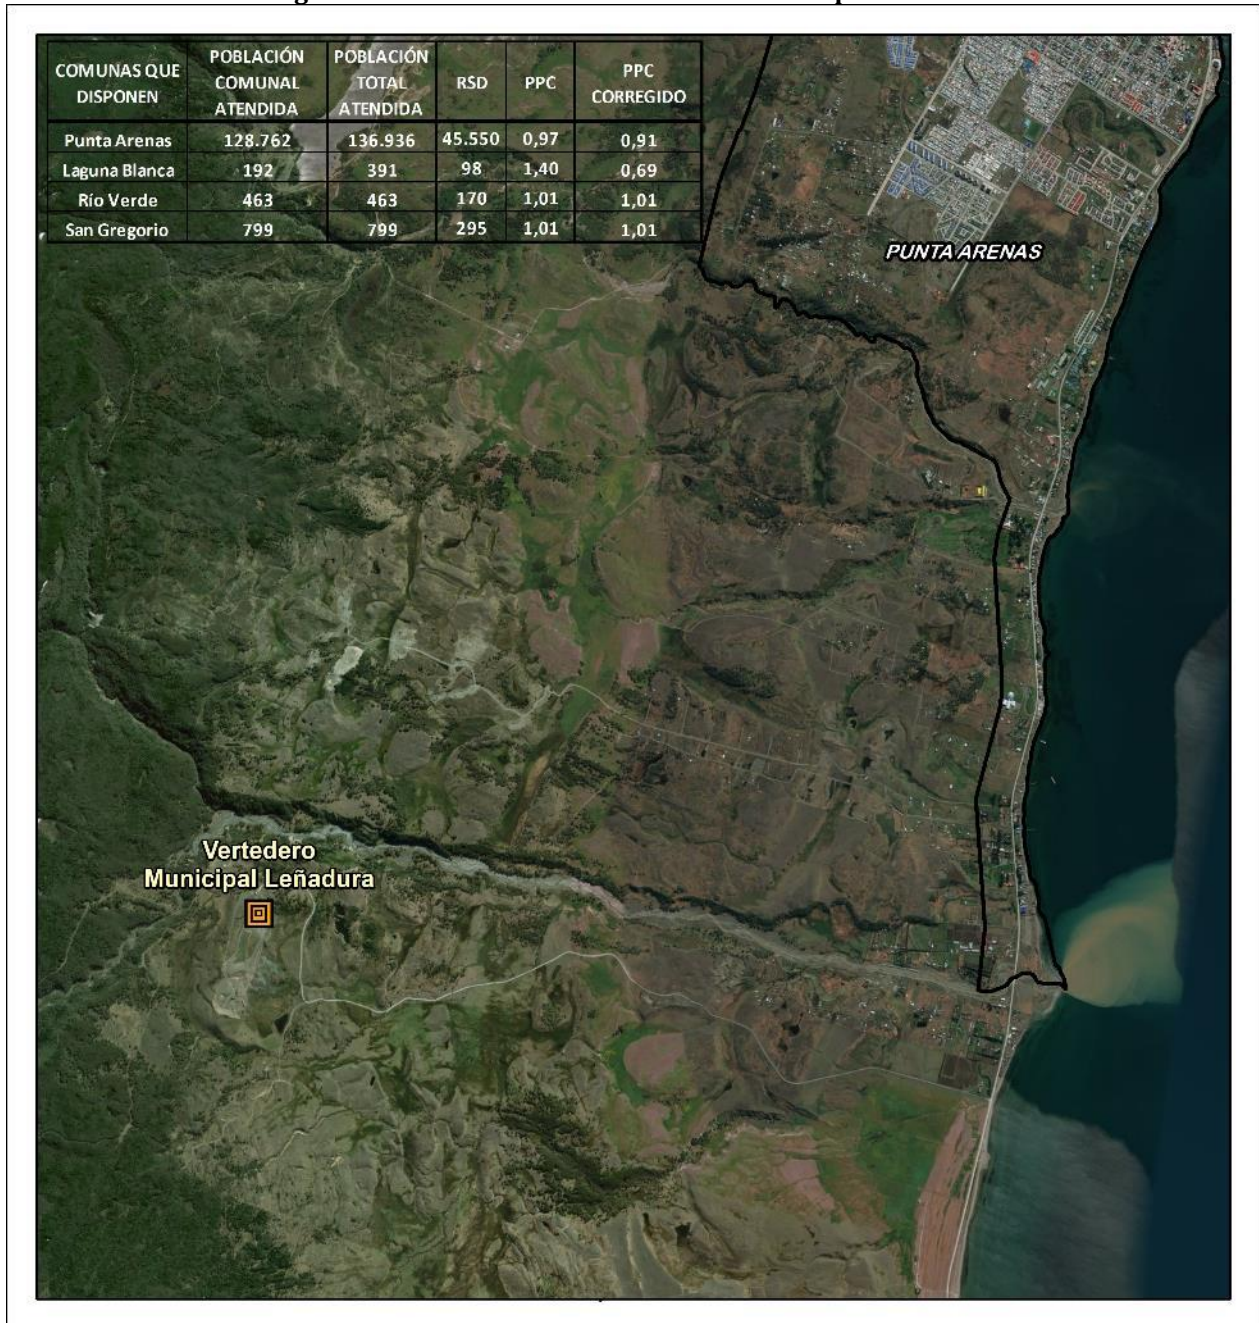 COMUNAS QUE DISPONEN POBLACIÓN COMUNAL ATENDIDA POBLACIÓN TOTAL ATENDIDA RSD PPC PPC CORREGIDO
Punta Arenas 128.762 136.936 45.550 0,97 0,91
Laguna Blanca 192 391 98 1,40 0,69
Río Verde 463 463 170 1,01 1,01
San Gregorio 799 799 295 1,01 1,01
PUNTA ARENAS
Vertedero
Municipal Leñadura